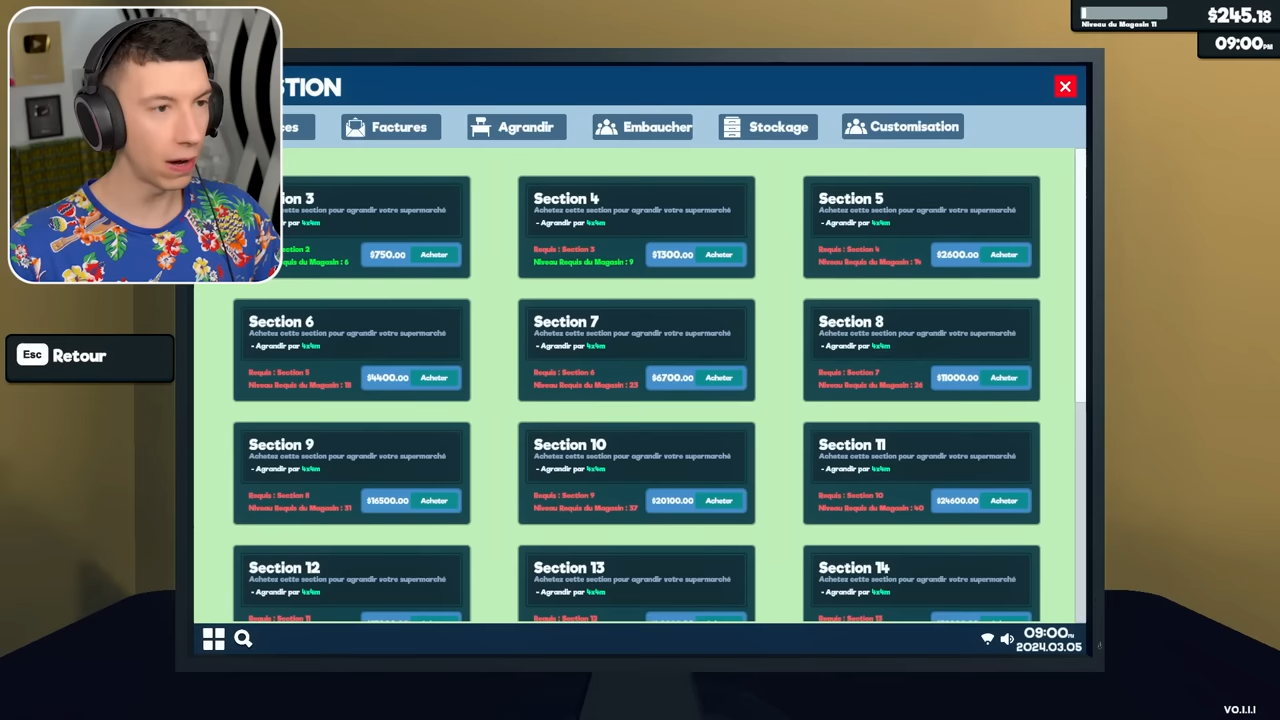 $245.18
Niveau du Magasin 11
09:00PM
STION
ces
Factures
Agrandir
Embaucher
Stockage
Customisation
ion 3
ette section pour agrandir votre supermarché
dir par 4x4m
Section 2
is du Magasin : 6
$750.00
Acheter
Section 4
Achetez cette section pour agrandir votre supermarché
- Agrandir par 4x4m
Requis : Section 3
Niveau Requis du Magasin : 9
$1300.00
Acheter
Section 5
Achetez cette section pour agrandir votre supermarché
- Agrandir par 4x4m
Requis : Section 4
Niveau Requis du Magasin : 14
$2600.00
Acheter
Esc Retour
Section 6
Achetez cette section pour agrandir votre supermarché
- Agrandir par 4x4m
Requis : Section 5
Niveau Requis du Magasin : 18
$4400.00
Acheter
Section 7
Achetez cette section pour agrandir votre supermarché
- Agrandir par 4x4m
Requis : Section 6
Niveau Requis du Magasin : 23
$6700.00
Acheter
Section 8
Achetez cette section pour agrandir votre supermarché
- Agrandir par 4x4m
Requis : Section 7
Niveau Requis du Magasin : 26
$11000.00
Acheter
Section 9
Achetez cette section pour agrandir votre supermarché
- Agrandir par 4x4m
Requis : Section 8
Niveau Requis du Magasin : 31
$16500.00
Acheter
Section 10
Achetez cette section pour agrandir votre supermarché
- Agrandir par 4x4m
Requis : Section 9
Niveau Requis du Magasin : 37
$20100.00
Acheter
Section 11
Achetez cette section pour agrandir votre supermarché
- Agrandir par 4x4m
Requis : Section 10
Niveau Requis du Magasin : 40
$24600.00
Acheter
Section 12
Achetez cette section pour agrandir votre supermarché
- Agrandir par 4x4m
Requis : Section 11
Section 13
Achetez cette section pour agrandir votre supermarché
- Agrandir par 4x4m
Requis : Section 12
Section 14
Achetez cette section pour agrandir votre supermarché
- Agrandir par 4x4m
Requis : Section 13
09:00PM
2024.03.05
V0.1.1.1